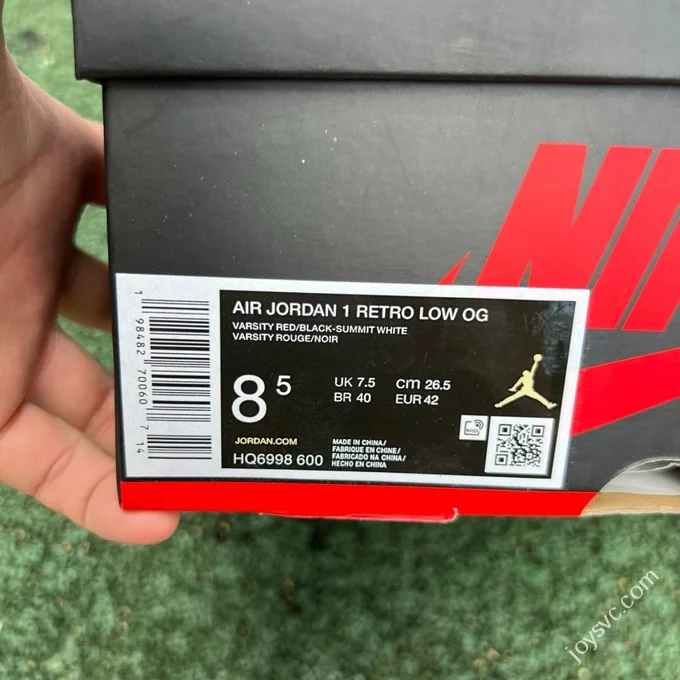 NIK
AIR JORDAN 1 RETRO LOW OG
VARSITY RED/BLACK-SUMMIT WHITE
VARSITY ROUGE/NOIR
8 5
UK 7.5 cm 26.5
BR 40 EUR 42
JORDAN.COM
HQ6998 600
MADE IN CHINA/
FABRIQUE EN CHINE/
FABRICADO NA CHINA/
HECHO EN CHINA
1 98482 70060 7 14
joysvc.com